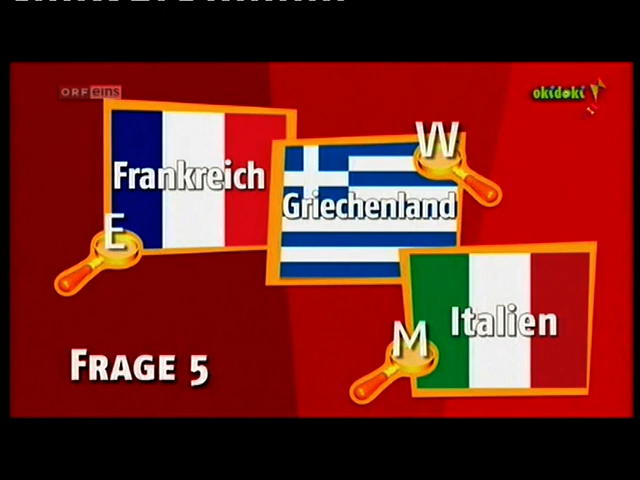 ORF eins
okidoki
W
Frankreich
Griechenland
E
Italien
M
FRAGE 5